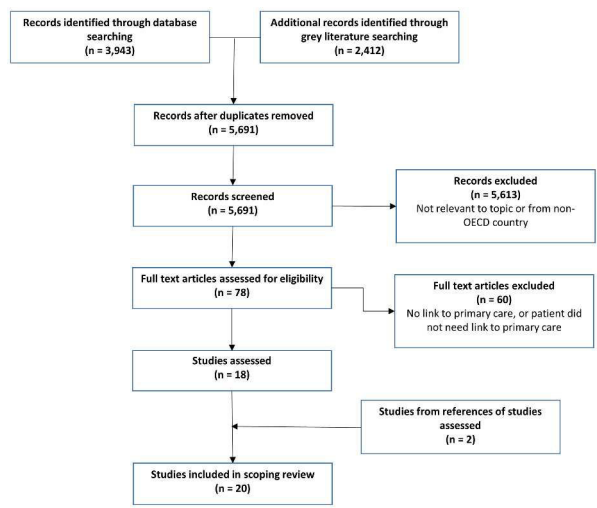 Records identified through database
searching
(n = 3,943)
Additional records identified through
grey literature searching
(n = 2,412)
Records after duplicates removed
(n = 5,691)
Records screened
(n = 5,691)
Records excluded
(n = 5,613)
Not relevant to topic or from non-
OECD country
Full text articles assessed for eligibility
(n = 78)
Full text articles excluded
(n = 60)
No link to primary care, or patient did
not need link to primary care
Studies assessed
(n = 18)
Studies from references of studies
assessed
(n = 2)
Studies included in scoping review
(n = 20)